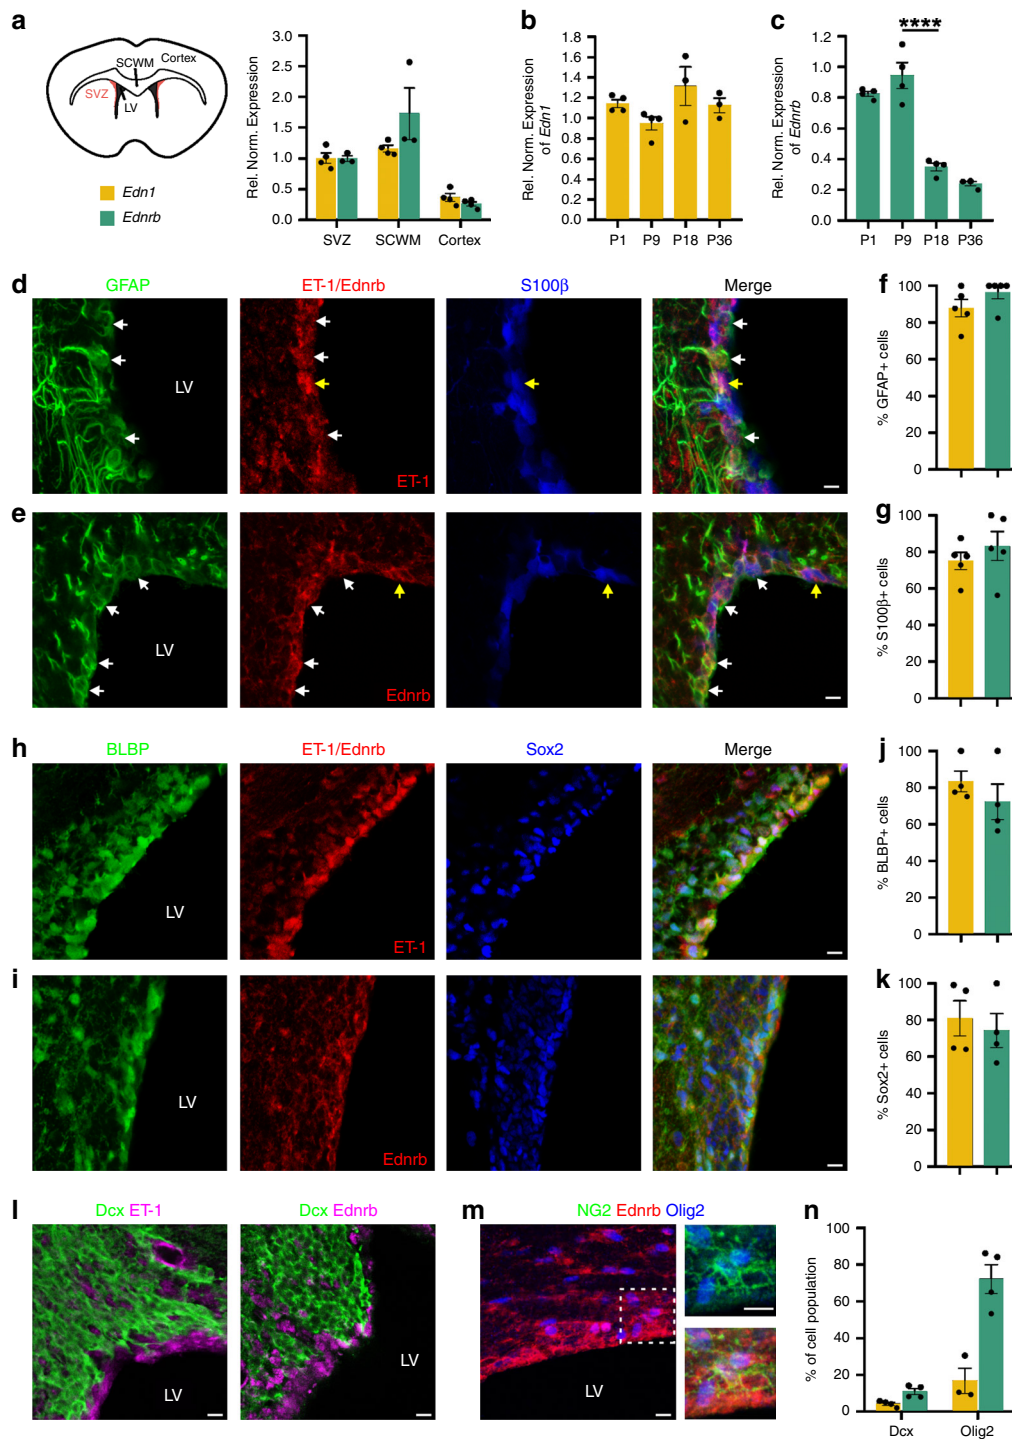 a
SCWM
Cortex
SVZ
LV
Edn1
Ednrb
Rel. Norm. Expression
3.0
2.5
2.0
1.5
1.0
0.5
0.0
SVZ SCWM Cortex
b
Rel. Norm. Expression
of Edn1
1.8
1.6
1.4
1.2
1.0
0.8
0.6
0.4
0.2
0.0
P1 P9 P18 P36
c
****
Rel. Norm. Expression
of Ednrb
1.2
1.0
0.8
0.6
0.4
0.2
0.0
P1 P9 P18 P36
d
GFAP ET-1/Ednrb S100β Merge
LV
ET-1
f
% GFAP+ cells
100
80
60
40
20
0
e
LV
Ednrb
g
% S100β+ cells
100
80
60
40
20
0
h
BLBP ET-1/Ednrb Sox2 Merge
LV
ET-1
j
% BLBP+ cells
100
80
60
40
20
0
i
LV
Ednrb
k
% Sox2+ cells
100
80
60
40
20
0
l
Dcx ET-1 Dcx Ednrb
LV
LV
m
NG2 Ednrb Olig2
LV
n
% of cell population
100
80
60
40
20
0
Dcx Olig2